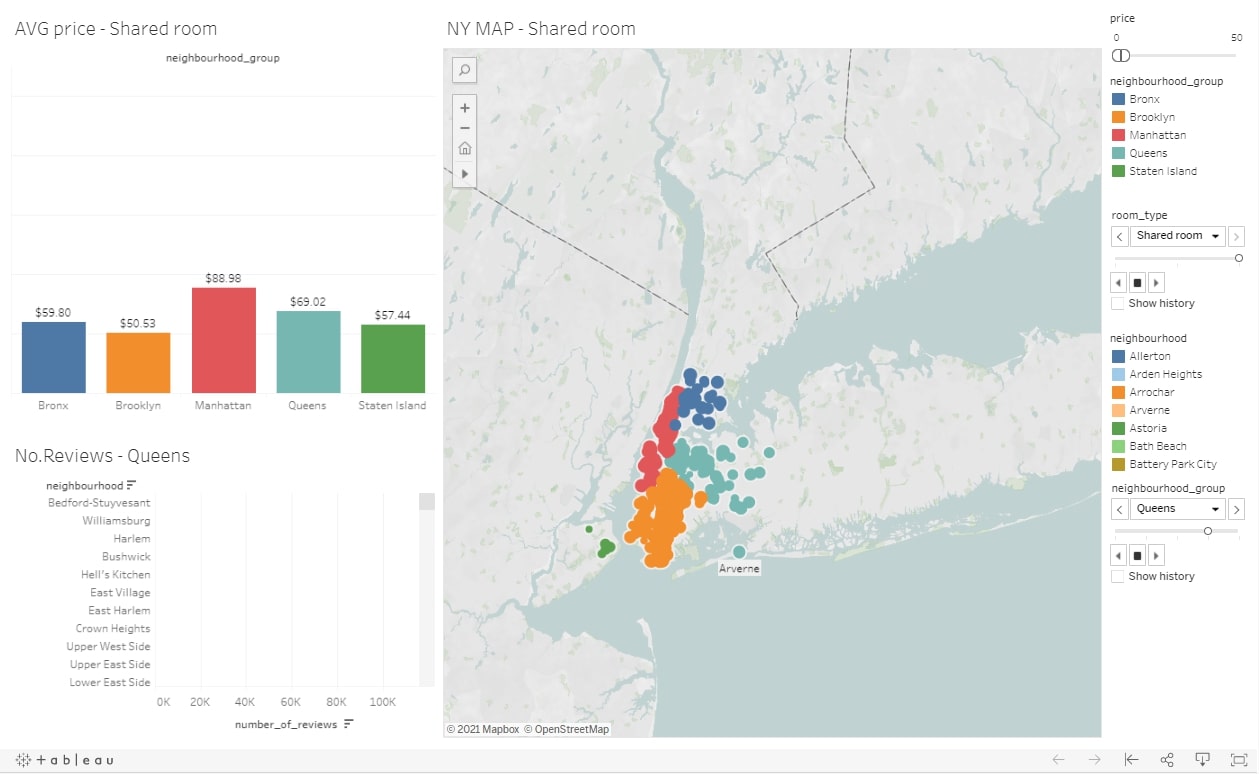 AVG price - Shared room
neighbourhood_group
$59.80
$50.53
$88.98
$69.02
$57.44
Bronx
Brooklyn
Manhattan
Queens
Staten Island
No.Reviews - Queens
neighbourhood
Bedford-Stuyvesant
Williamsburg
Harlem
Bushwick
Hell's Kitchen
East Village
East Harlem
Crown Heights
Upper West Side
Upper East Side
Lower East Side
0K 20K 40K 60K 80K 100K
number_of_reviews
NY MAP - Shared room
Arverne
© 2021 Mapbox © OpenStreetMap
price
0 50
neighbourhood_group
Bronx
Brooklyn
Manhattan
Queens
Staten Island
room_type
Shared room
Show history
neighbourhood
Allerton
Arden Heights
Arrochar
Arverne
Astoria
Bath Beach
Battery Park City
neighbourhood_group
Queens
Show history
+ a b l e a u